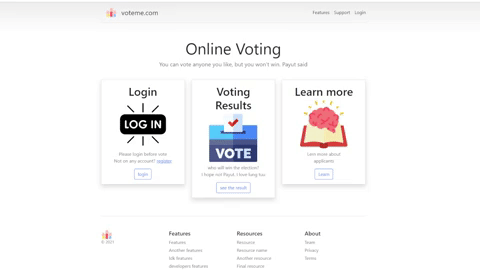 voteme.com
Features Support Login
Online Voting
You can vote anyone you like, but you won't win. Payut said
Login
LOG IN
Please login before vote
Not on any account? register
login
Voting
Results
VOTE
who will win the election?
I hope not Payut. I love lung too
see the result
Learn more
Lern more about
applicants
Learn
© 2021
Features
Features
Another features
Idk features
developers features
Resources
Resource
Resource name
Another resource
Final resource
About
Team
Privacy
Terms